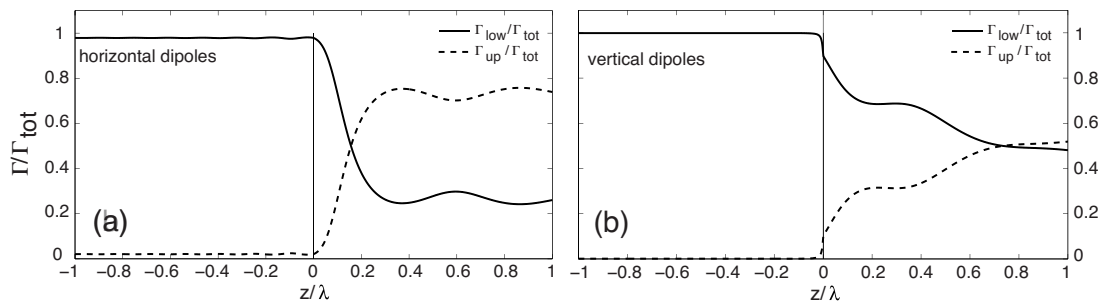 Γ/Γtot
1
0.8
0.6
0.4
0.2
0
horizontal dipoles
Γlow/Γtot
Γup/Γtot
(a)
−1 −0.8 −0.6 −0.4 −0.2 0 0.2 0.4 0.6 0.8 1
z/λ
vertical dipoles
Γlow/Γtot
Γup/Γtot
(b)
1
0.8
0.6
0.4
0.2
0
−1 −0.8 −0.6 −0.4 −0.2 0 0.2 0.4 0.6 0.8 1
z/λ